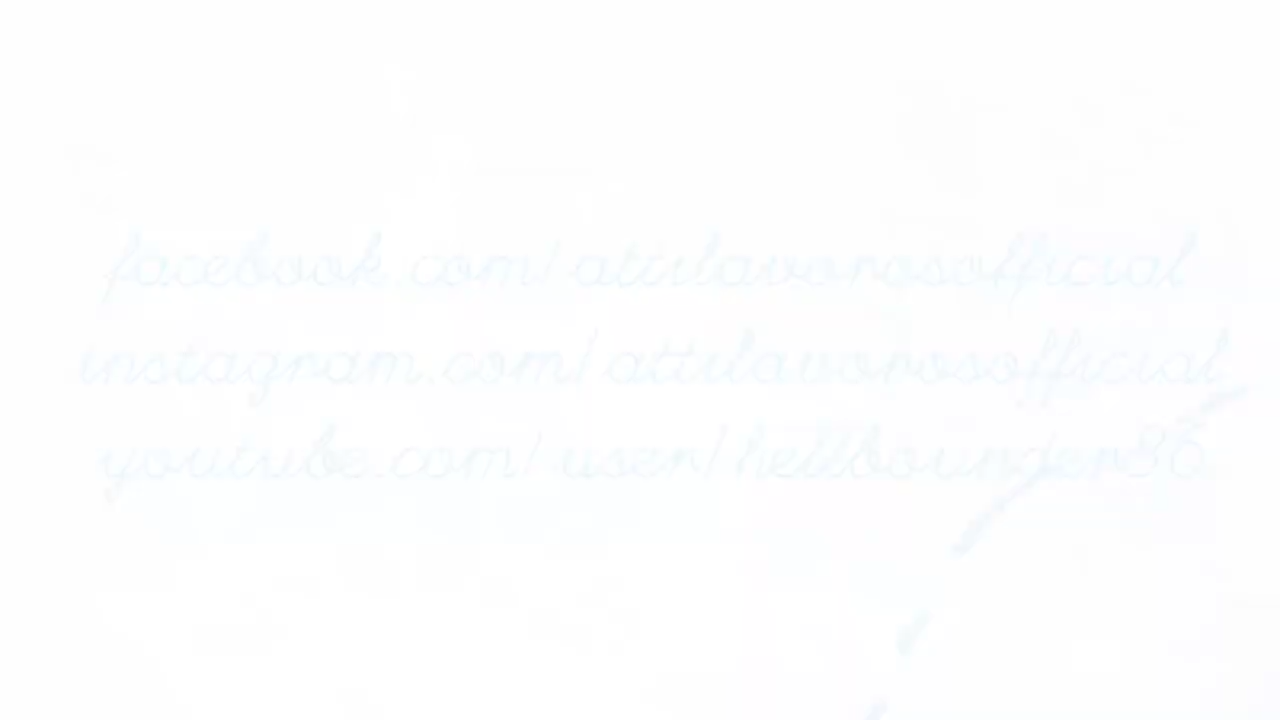 facebook.com/attilavorosofficial
instagram.com/attilavorosofficial
youtube.com/user/hellbounder86